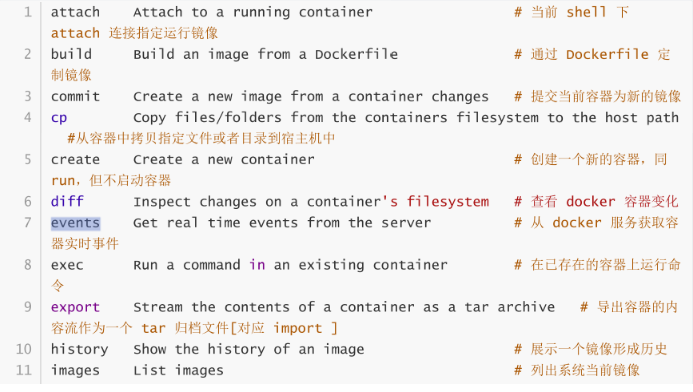 1 attach Attach to a running container # 当前 shell 下
attach 连接指定运行镜像
2 build Build an image from a Dockerfile # 通过 Dockerfile 定
制镜像
3 commit Create a new image from a container changes # 提交当前容器为新的镜像
4 cp Copy files/folders from the containers filesystem to the host path
#从容器中拷贝指定文件或者目录到宿主机中
5 create Create a new container # 创建一个新的容器，同
run，但不启动容器
6 diff Inspect changes on a container's filesystem # 查看 docker 容器变化
7 events Get real time events from the server # 从 docker 服务获取容
器实时事件
8 exec Run a command in an existing container # 在已存在的容器上运行命
令
9 export Stream the contents of a container as a tar archive # 导出容器的内
容流作为一个 tar 归档文件[对应 import ]
10 history Show the history of an image # 展示一个镜像形成历史
11 images List images # 列出系统当前镜像